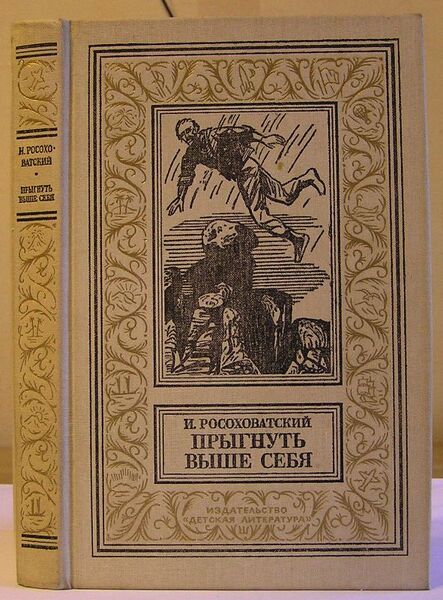 И. РОСОХО-
ВАТСКИЙ
ПРЫГНУТЬ
ВЫШЕ СЕБЯ
И. РОСОХОВАТСКИЙ
ПРЫГНУТЬ
ВЫШЕ СЕБЯ
ИЗДАТЕЛЬСТВО
«ДЕТСКАЯ ЛИТЕРАТУРА»